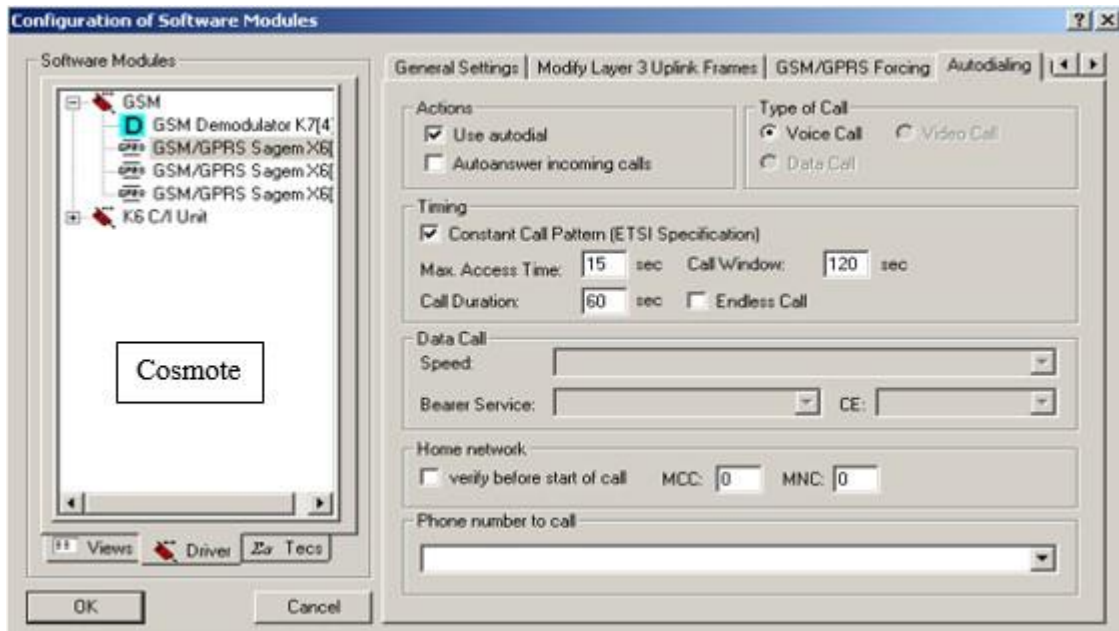 Configuration of Software Modules
Software Modules
GSM
D GSM Demodulator K7[4
GPRS GSM/GPRS Sagem X6[
GPRS GSM/GPRS Sagem X6[
GPRS GSM/GPRS Sagem X6[
K6 C/I Unit
Cosmote
Views Driver Tecs
OK Cancel
General Settings Modify Layer 3 Uplink Frames GSM/GPRS Forcing Autodialing
Actions
Use autodial
Autoanswer incoming calls
Type of Call
Voice Call Video Call
Data Call
Timing
Constant Call Pattern (ETSI Specification)
Max. Access Time: 15 sec Call Window: 120 sec
Call Duration: 60 sec Endless Call
Data Call
Speed:
Bearer Service: CE:
Home network
verify before start of call MCC: 0 MNC: 0
Phone number to call